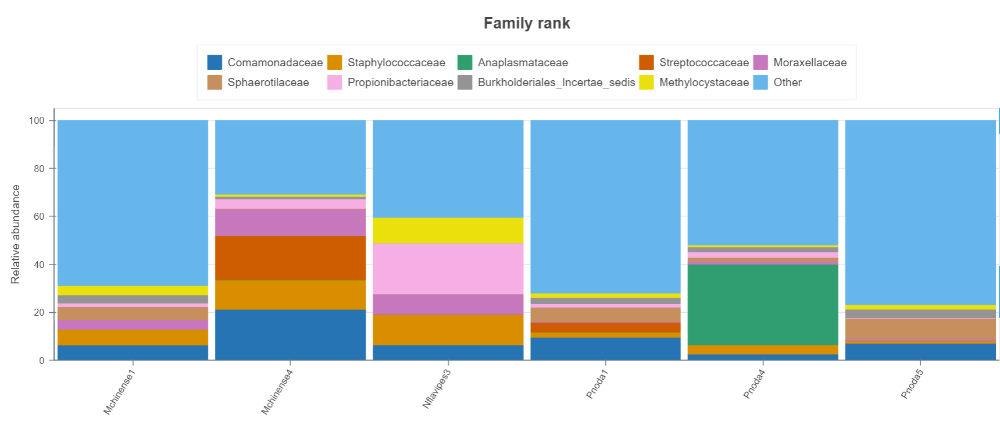 Family rank
Comamonadaceae Staphylococcaceae Anaplasmataceae Streptococcaceae Moraxellaceae
Sphaerotilaceae Propionibacteriaceae Burkholderiales_Incertae_sedis Methylocystaceae Other
Relative abundance
100
80
60
40
20
0
Mchinense1 Mchinense4 Nflavipes3 Pnoda1 Pnoda4 Pnoda5